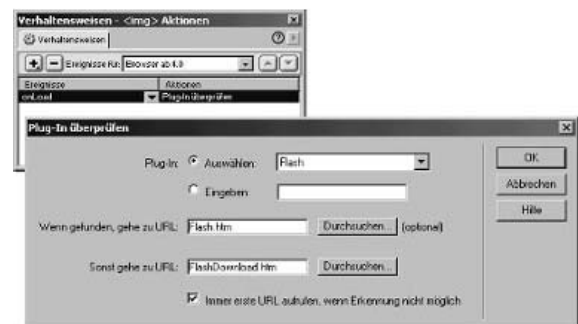 Verhaltensweisen - <img> Aktionen
Verhaltensweisen
Ereignisse für: Browser ab 4.0
Ereignisse Aktionen
onLoad Plug-In überprüfen
Plug-In überprüfen
Plug-In: Auswählen: Flash
Eingeben:
Wenn gefunden, gehe zu URL: Flash.htm Durchsuchen... (optional)
Sonst gehe zu URL: FlashDownload.htm Durchsuchen...
Immer erste URL aufrufen, wenn Erkennung nicht möglich
OK
Abbrechen
Hilfe